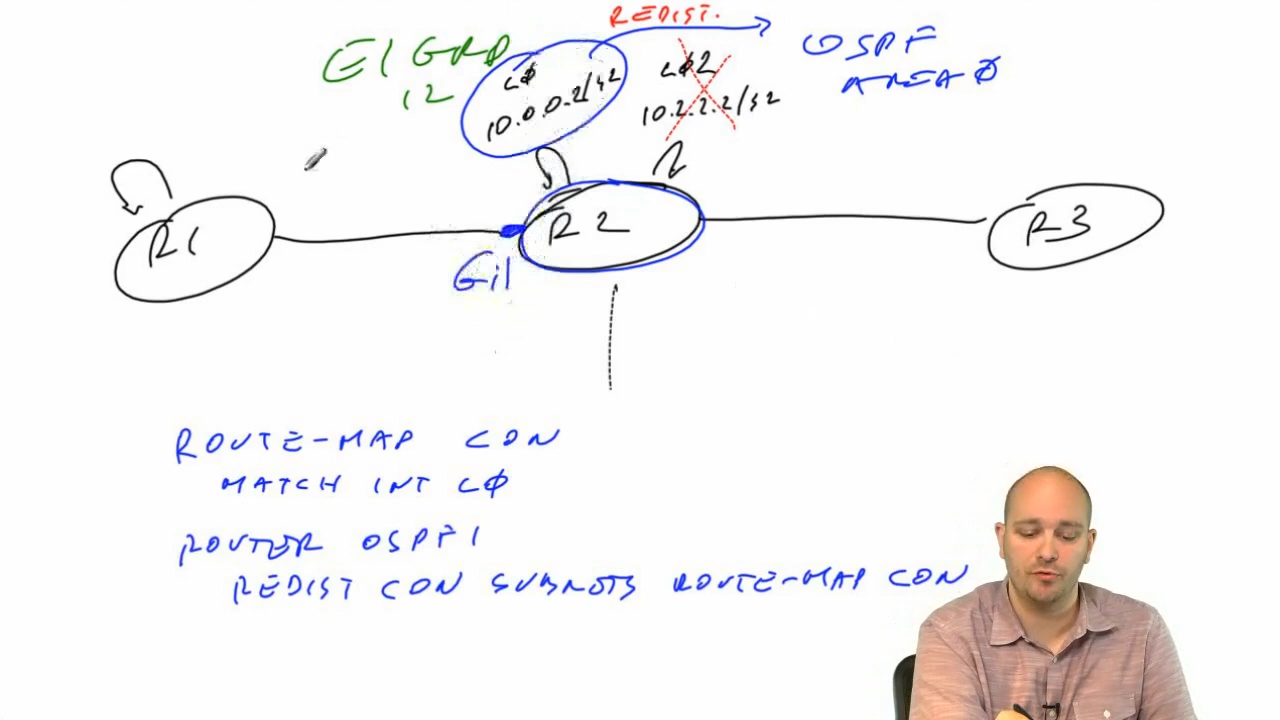 REDIST.
EIGRP
12
L0
10.0.0.2/32
L02
10.2.2.2/32
OSPF
AREA 0
R1
R2
R3
Gi1
ROUTE-MAP CON
MATCH INT L0
ROUTER OSPF 1
REDIST CON SUBNETS ROUTE-MAP CON